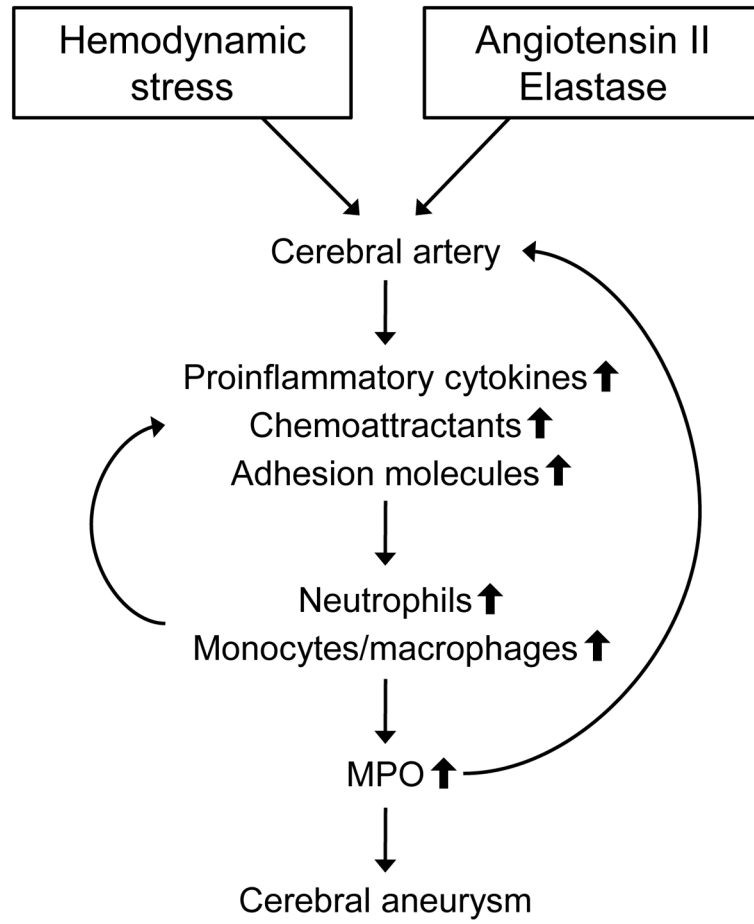 Hemodynamic
stress
Angiotensin II
Elastase
Cerebral artery
Proinflammatory cytokines
Chemoattractants
Adhesion molecules
Neutrophils
Monocytes/macrophages
MPO
Cerebral aneurysm